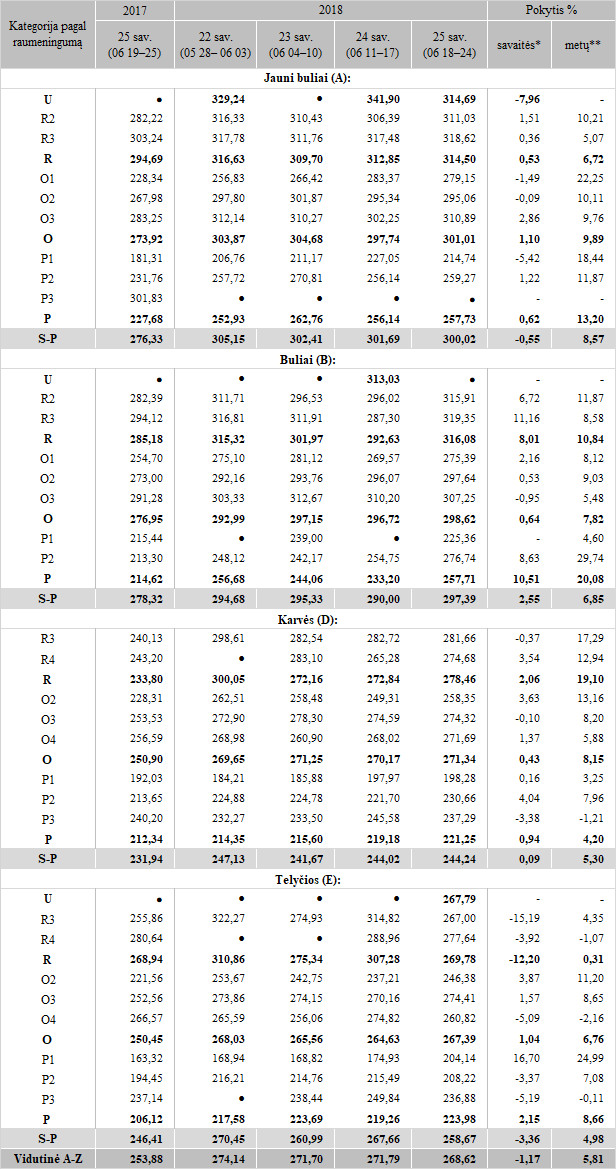 Kategorija pagal raumeningumą 2017 2018 Pokytis %
25 sav. (06 19–25) 22 sav. (05 28– 06 03) 23 sav. (06 04–10) 24 sav. (06 11–17) 25 sav. (06 18–24) savaitės* metų**
Jauni buliai (A):
U ● 329,24 ● 341,90 314,69 -7,96 -
R2 282,22 316,33 310,43 306,39 311,03 1,51 10,21
R3 303,24 317,78 311,76 317,48 318,62 0,36 5,07
R 294,69 316,63 309,70 312,85 314,50 0,53 6,72
O1 228,34 256,83 266,42 283,37 279,15 -1,49 22,25
O2 267,98 297,80 301,87 295,34 295,06 -0,09 10,11
O3 283,25 312,14 310,27 302,25 310,89 2,86 9,76
O 273,92 303,87 304,68 297,74 301,01 1,10 9,89
P1 181,31 206,76 211,17 227,05 214,74 -5,42 18,44
P2 231,76 257,72 270,81 256,14 259,27 1,22 11,87
P3 301,83 ● ● ● ● - -
P 227,68 252,93 262,76 256,14 257,73 0,62 13,20
S-P 276,33 305,15 302,41 301,69 300,02 -0,55 8,57
Buliai (B):
U ● ● ● 313,03 ● - -
R2 282,39 311,71 296,53 296,02 315,91 6,72 11,87
R3 294,12 316,81 311,91 287,30 319,35 11,16 8,58
R 285,18 315,32 301,97 292,63 316,08 8,01 10,84
O1 254,70 275,10 281,12 269,57 275,39 2,16 8,12
O2 273,00 292,16 293,76 296,07 297,64 0,53 9,03
O3 291,28 303,33 312,67 310,20 307,25 -0,95 5,48
O 276,95 292,99 297,15 296,72 298,62 0,64 7,82
P1 215,44 ● 239,00 ● 225,36 - 4,60
P2 213,30 248,12 242,17 254,75 276,74 8,63 29,74
P 214,62 256,68 244,06 233,20 257,71 10,51 20,08
S-P 278,32 294,68 295,33 290,00 297,39 2,55 6,85
Karvės (D):
R3 240,13 298,61 282,54 282,72 281,66 -0,37 17,29
R4 243,20 ● 283,10 265,28 274,68 3,54 12,94
R 233,80 300,05 272,16 272,84 278,46 2,06 19,10
O2 228,31 262,51 258,48 249,31 258,35 3,63 13,16
O3 253,53 272,90 278,30 274,59 274,32 -0,10 8,20
O4 256,59 268,98 260,90 268,02 271,69 1,37 5,88
O 250,90 269,65 271,25 270,17 271,34 0,43 8,15
P1 192,03 184,21 185,88 197,97 198,28 0,16 3,25
P2 213,65 224,88 224,78 221,70 230,66 4,04 7,96
P3 240,20 232,27 233,50 245,58 237,29 -3,38 -1,21
P 212,34 214,35 215,60 219,18 221,25 0,94 4,20
S-P 231,94 247,13 241,67 244,02 244,24 0,09 5,30
Telyčios (E):
U ● ● ● ● 267,79 - -
R3 255,86 322,27 274,93 314,82 267,00 -15,19 4,35
R4 280,64 ● ● 288,96 277,64 -3,92 -1,07
R 268,94 310,86 275,34 307,28 269,78 -12,20 0,31
O2 221,56 253,67 242,75 237,21 246,38 3,87 11,20
O3 252,56 273,86 274,15 270,16 274,41 1,57 8,65
O4 266,57 265,59 256,06 274,82 260,82 -5,09 -2,16
O 250,45 268,03 265,56 264,63 267,39 1,04 6,76
P1 163,32 168,94 168,82 174,93 204,14 16,70 24,99
P2 194,45 216,21 214,76 215,49 208,22 -3,37 7,08
P3 237,14 ● 238,44 249,84 236,88 -5,19 -0,11
P 206,12 217,58 223,69 219,26 223,98 2,15 8,66
S-P 246,41 270,45 260,99 267,66 258,67 -3,36 4,98
Vidutinė A-Z 253,88 274,14 271,70 271,79 268,62 -1,17 5,81